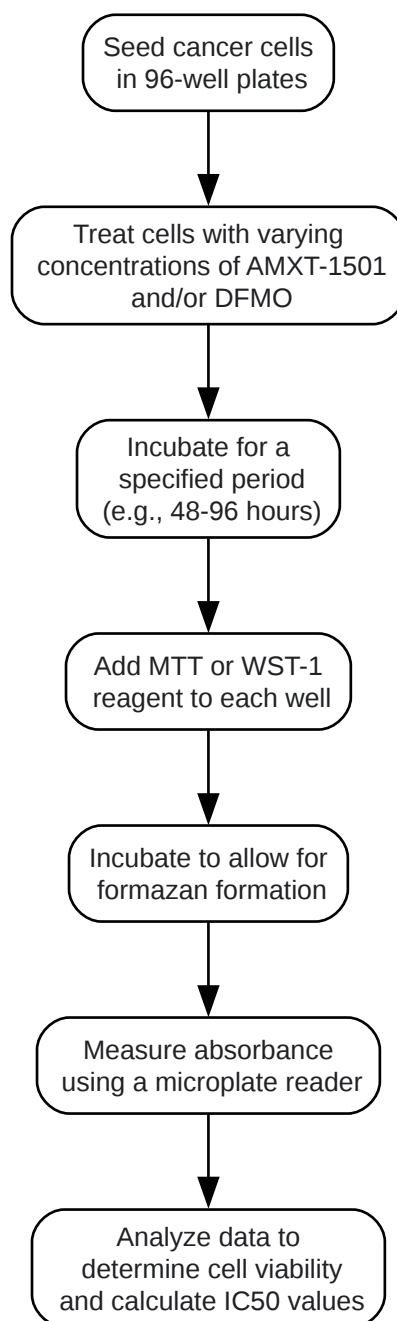 Seed cancer cells
in 96-well plates
Treat cells with varying
concentrations of AMXT-1501
and/or DFMO
Incubate for a
specified period
(e.g., 48-96 hours)
Add MTT or WST-1
reagent to each well
Incubate to allow for
formazan formation
Measure absorbance
using a microplate reader
Analyze data to
determine cell viability
and calculate IC50 values